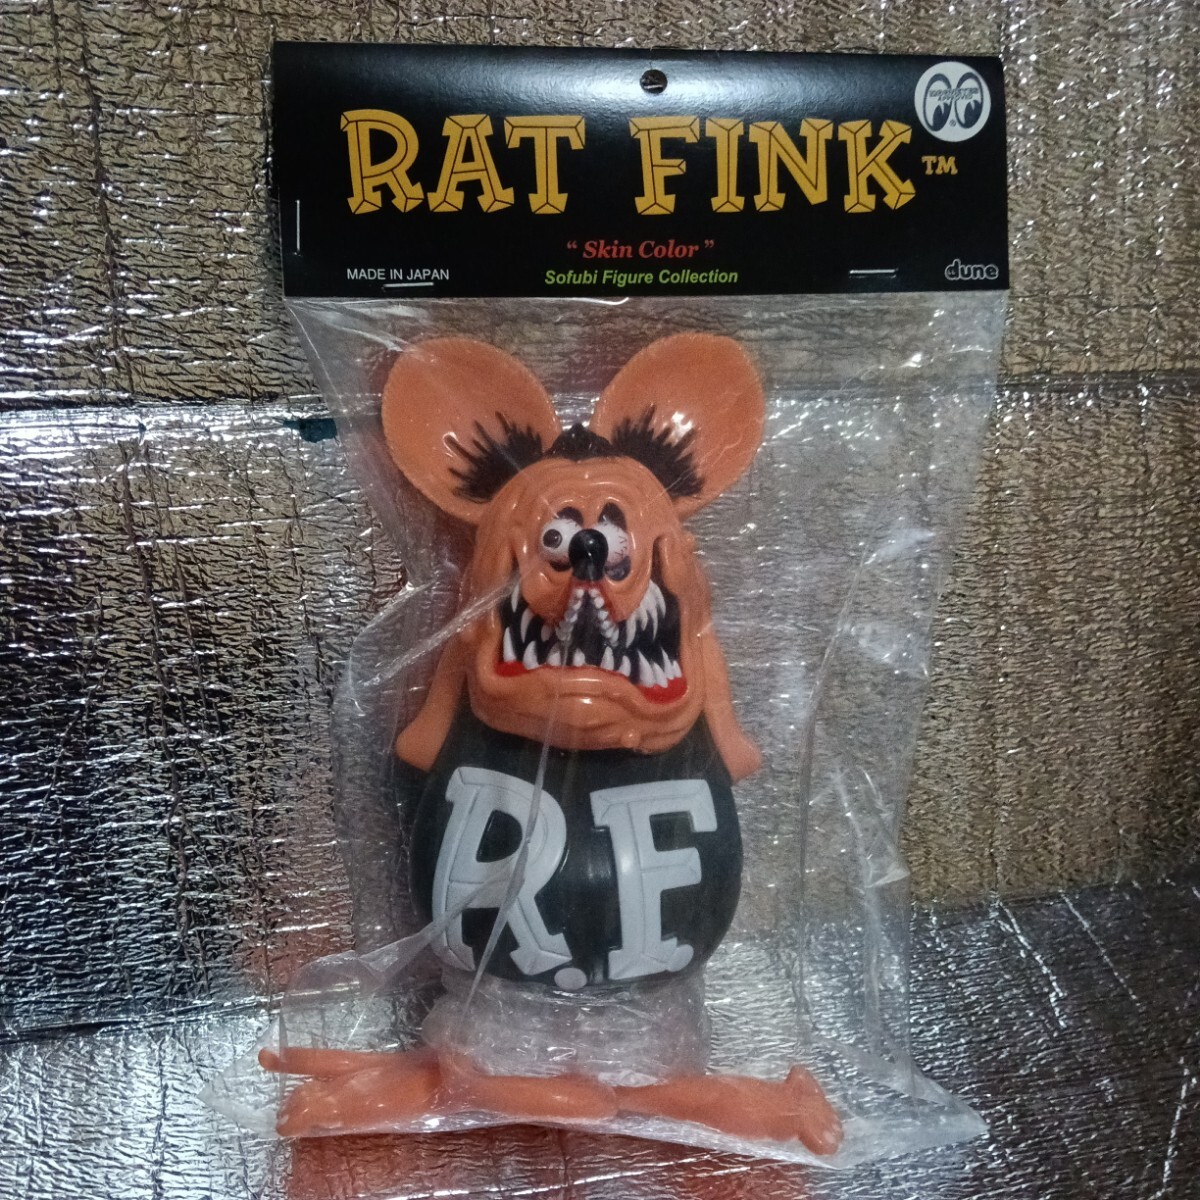 RAT FINK™
“ Skin Color ”
MADE IN JAPAN
Sofubi Figure Collection
dune
R.F.